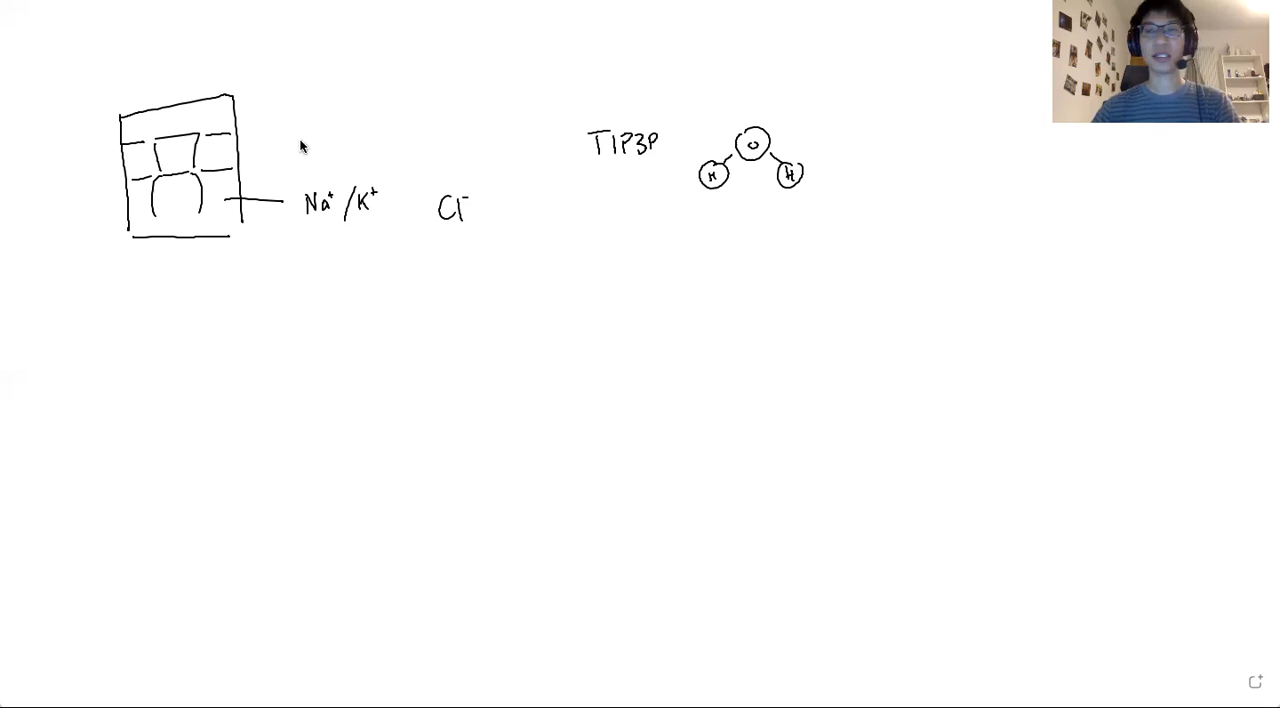 TIP3P
O
H H
Na⁺/K⁺ Cl⁻